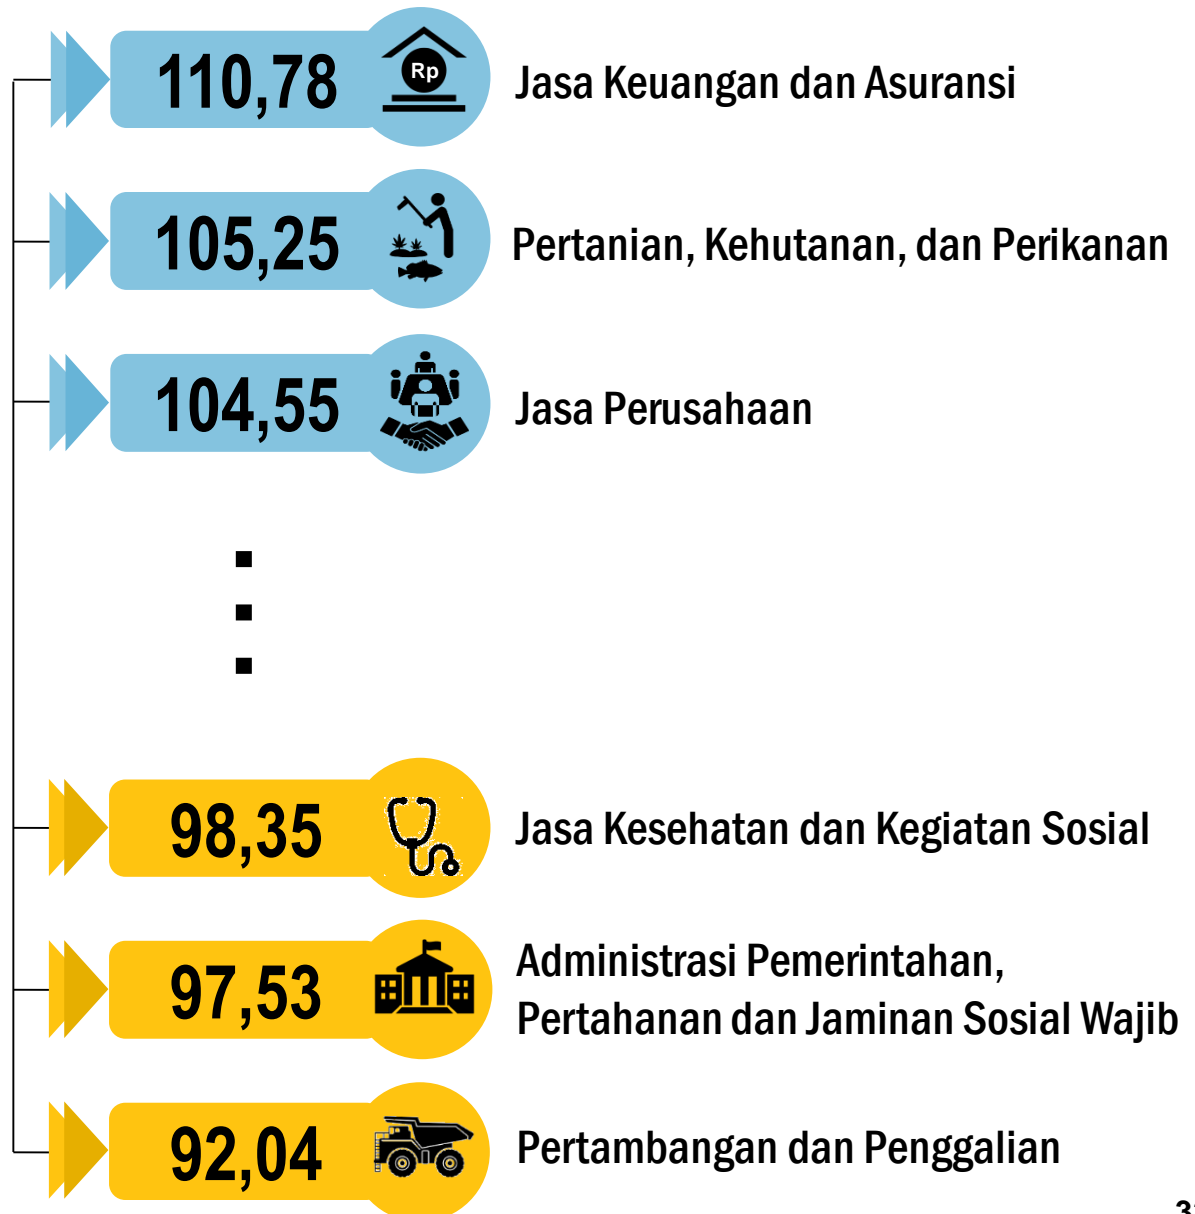 110,78
Rp
Jasa Keuangan dan Asuransi
105,25
Pertanian, Kehutanan, dan Perikanan
104,55
Jasa Perusahaan
98,35
Jasa Kesehatan dan Kegiatan Sosial
97,53
Administrasi Pemerintahan,
Pertahanan dan Jaminan Sosial Wajib
92,04
Pertambangan dan Penggalian